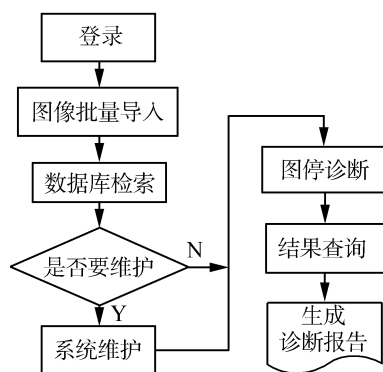 登录
图像批量导入
数据库检索
是否要维护
N
Y
系统维护
图停诊断
结果查询
生成
诊断报告